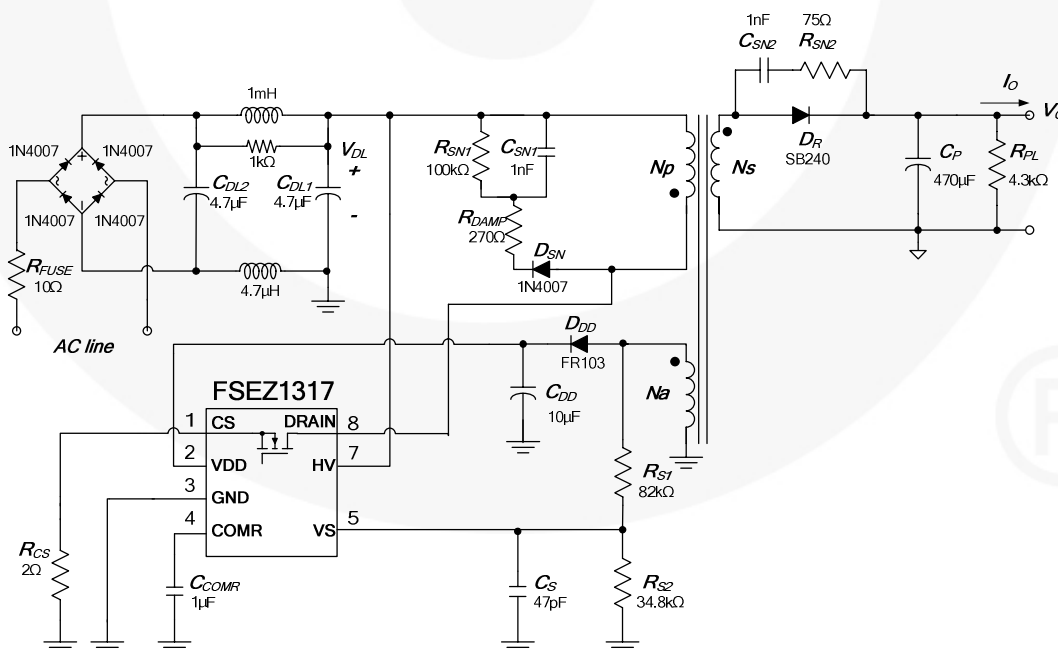 1nF 75Ω
C_SN2 R_SN2
I_O
D_R
SB240
C_P
470µF
R_PL
4.3kΩ
1mH
1kΩ
V_DL
+
-
C_DL2
4.7µF
C_DL1
4.7µF
4.7µH
1N4007 1N4007
1N4007 1N4007
+
R_FUSE
10Ω
AC line
R_SN1
100kΩ
C_SN1
1nF
R_DAMP
270Ω
D_SN
1N4007
Np Ns
D_DD
FR103
C_DD
10µF
Na
FSEZ1317
1 CS DRAIN 8
2 VDD HV 7
3 GND
4 COMR VS 5
R_CS
2Ω
C_COMR
1µF
C_S
47pF
R_S1
82kΩ
R_S2
34.8kΩ
R